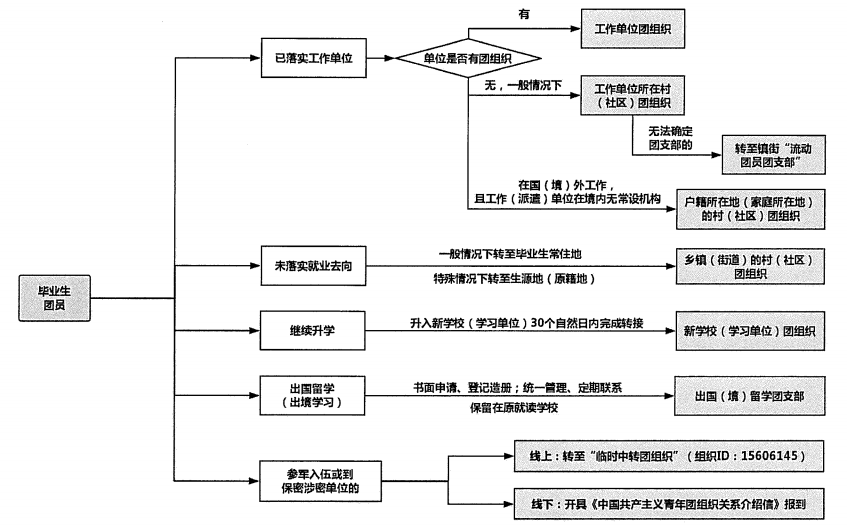 有
工作单位团组织
已落实工作单位
单位是否有团组织
无，一般情况下
工作单位所在村
（社区）团组织
无法确定
团支部的
转至镇街“流动
团员团支部”
在国（境）外工作，
且工作（派遣）单位在境内无常设机构
户籍所在地（家庭所在地）
的村（社区）团组织
未落实就业去向
一般情况下转至毕业生常住地
特殊情况下转至生源地（原籍地）
乡镇（街道）的村（社区）
团组织
毕业生
团员
继续升学
升入新学校（学习单位）30个自然日内完成转接
新学校（学习单位）团组织
出国留学
（出境学习）
书面申请、登记造册；统一管理、定期联系
保留在原就读学校
出国（境）留学团支部
参军入伍或到
保密涉密单位的
线上：转至“临时中转团组织”（组织ID：15606145）
线下：开具《中国共产主义青年团组织关系介绍信》报到